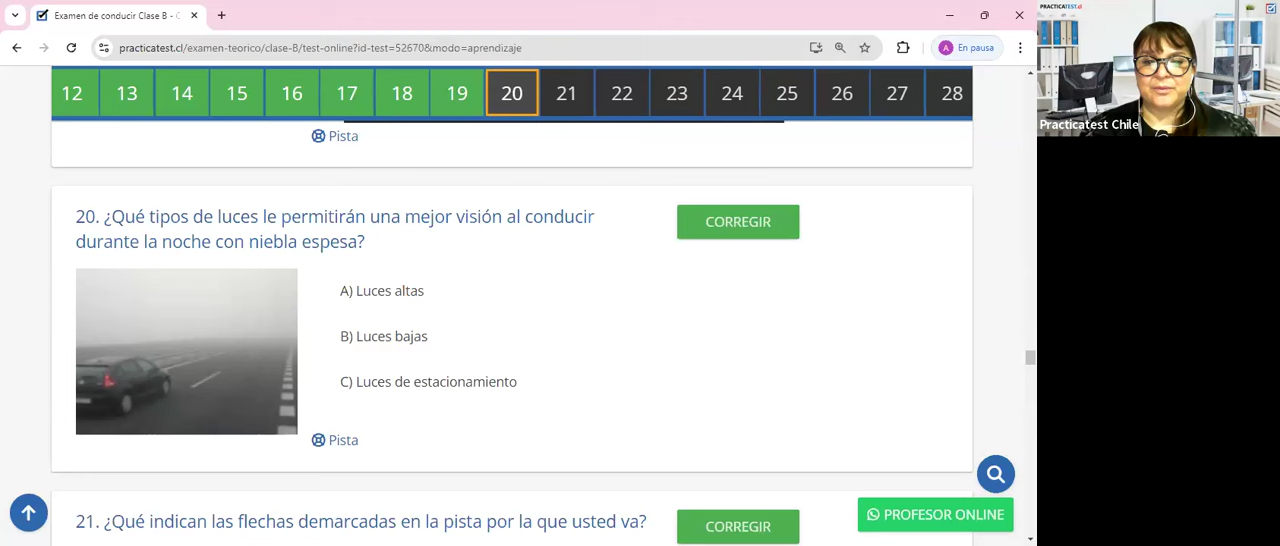 Examen de conducir Clase B - C
practicatest.cl/examen-teorico/clase-B/test-online?id-test=52670&modo=aprendizaje
A En pausa
PRACTICATEST.cl
Practicatest Chile
12 13 14 15 16 17 18 19 20 21 22 23 24 25 26 27 28
Pista
20. ¿Qué tipos de luces le permitirán una mejor visión al conducir
durante la noche con niebla espesa?
CORREGIR
A) Luces altas
B) Luces bajas
C) Luces de estacionamiento
Pista
21. ¿Qué indican las flechas demarcadas en la pista por la que usted va?
CORREGIR
PROFESOR ONLINE